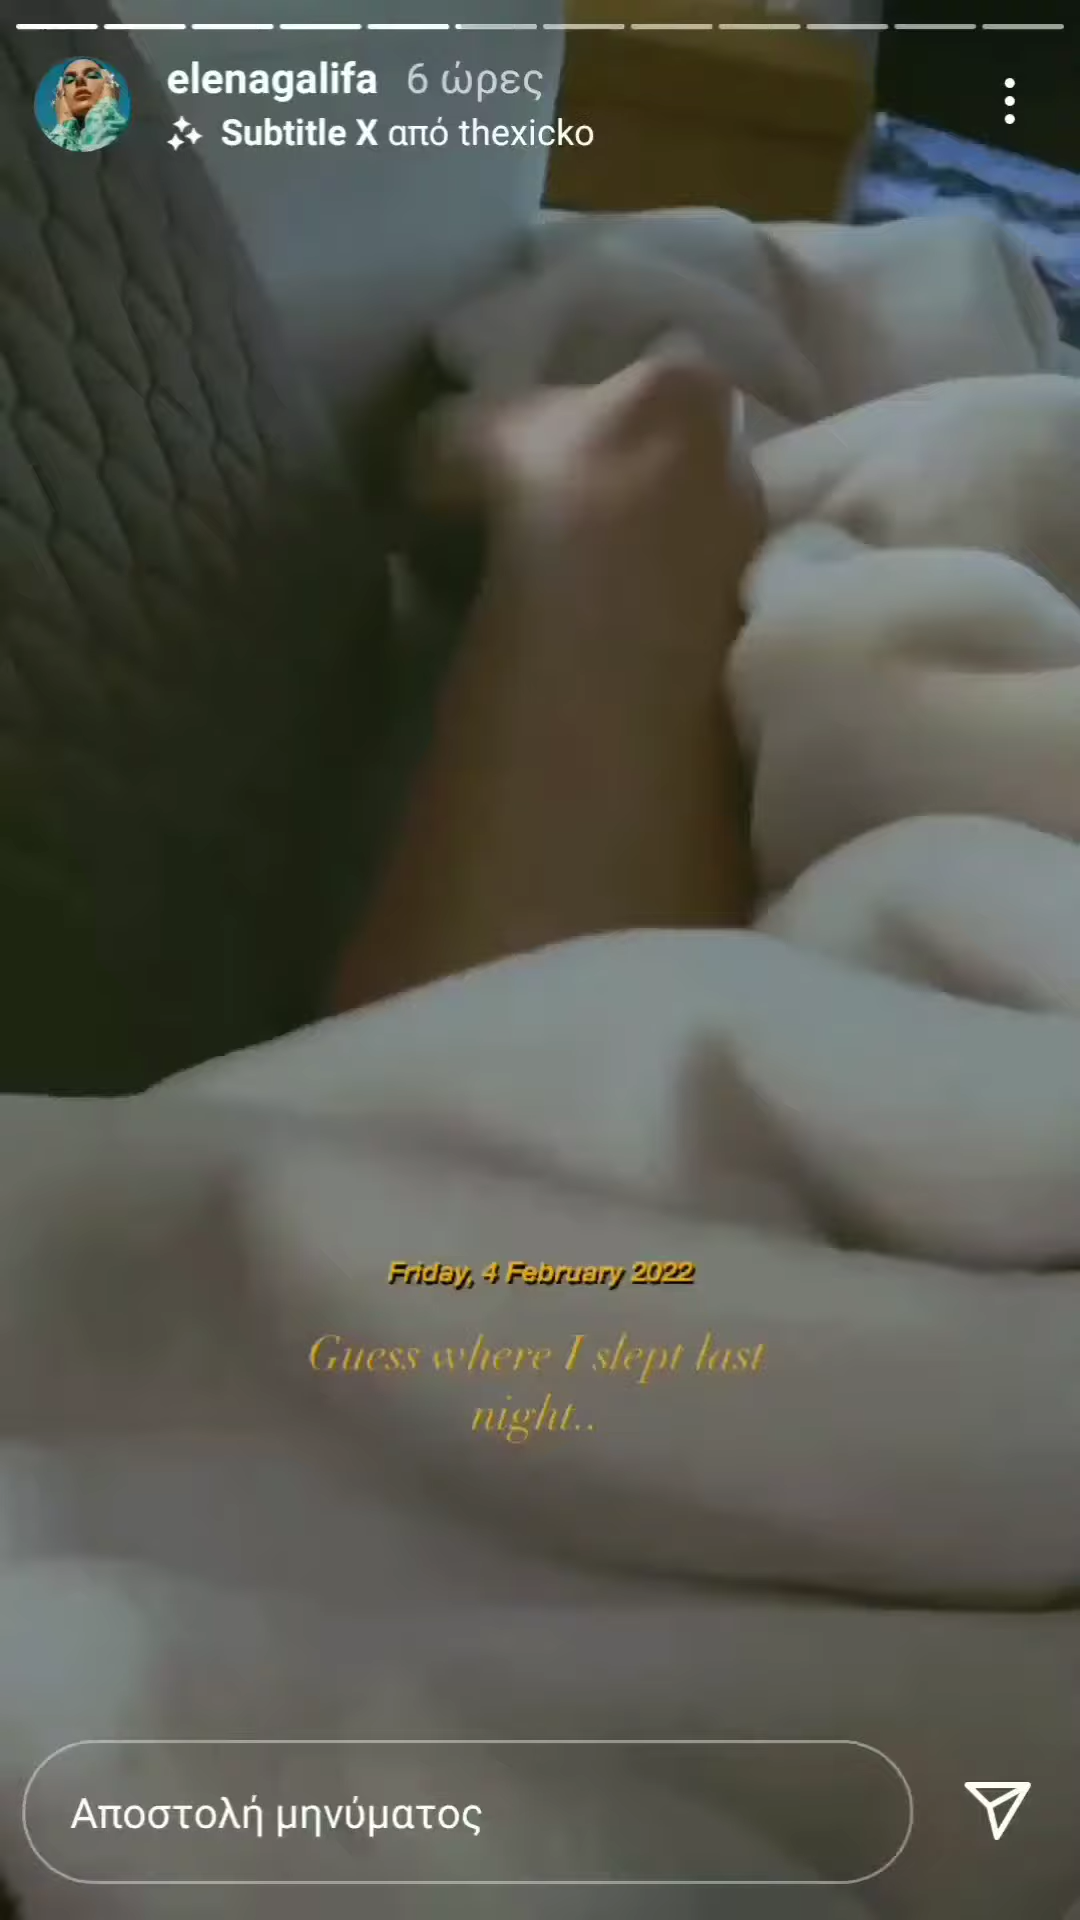 elenagalifa 6 ώρες
Subtitle X από thexicko
Friday, 4 February 2022
Guess where I slept last
night..
Αποστολή μηνύματος